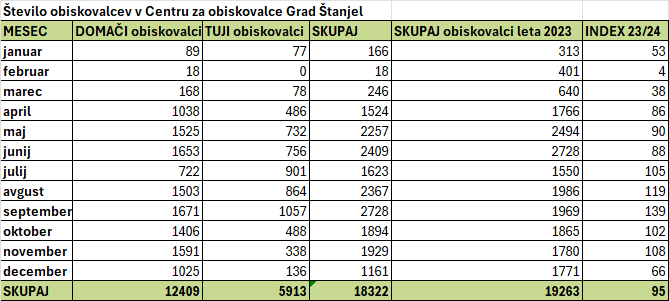 Število obiskovalcev v Centru za obiskovalce Grad Štanjel
MESEC DOMAČI obiskovalci TUJI obiskovalci SKUPAJ SKUPAJ obiskovalci leta 2023 INDEX 23/24
januar 89 77 166 313 53
februar 18 0 18 401 4
marec 168 78 246 640 38
april 1038 486 1524 1766 86
maj 1525 732 2257 2494 90
junij 1653 756 2409 2728 88
julij 722 901 1623 1550 105
avgust 1503 864 2367 1986 119
september 1671 1057 2728 1969 139
oktober 1406 488 1894 1865 102
november 1591 338 1929 1780 108
december 1025 136 1161 1771 66
SKUPAJ 12409 5913 18322 19263 95